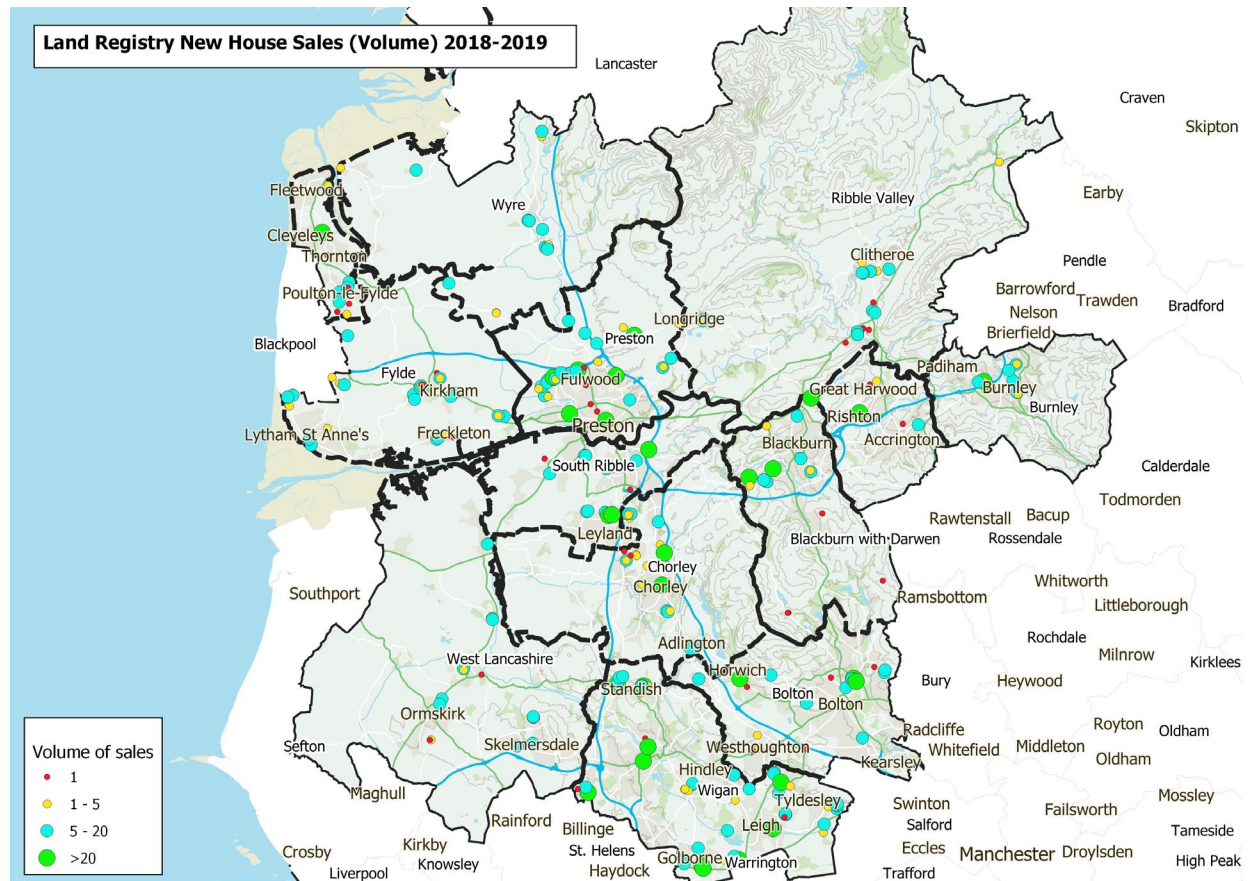 Land Registry New House Sales (Volume) 2018-2019
Lancaster
Craven
Skipton
Fleetwood
Earby
Wyre
Ribble Valley
Cleveleys
Thornton
Clitheroe
Pendle
Poulton-le-Fylde
Barrowford
Trawden
Bradford
Nelson
Longridge
Brierfield
Blackpool
Preston
Padiham
Fylde
Fulwood
Kirkham
Great Harwood
Burnley
Burnley
Rishton
Preston
Lytham St Anne's
Freckleton
Blackburn
Accrington
South Ribble
Calderdale
Todmorden
Leyland
Rawtenstall
Bacup
Rossendale
Blackburn with Darwen
Chorley
Chorley
Whitworth
Southport
Ramsbottom
Littleborough
Rochdale
Adlington
Milnrow
West Lancashire
Kirklees
Horwich
Bury
Heywood
Standish
Bolton
Bolton
Ormskirk
Royton
Radcliffe
Oldham
Sefton
Skelmersdale
Westhoughton
Whitefield
Middleton
Oldham
Kearsley
Hindley
Wigan
Maghull
Tyldesley
Mossley
Swinton
Failsworth
Rainford
Billinge
Leigh
Salford
Tameside
Kirkby
St. Helens
Eccles
Crosby
Golborne
Manchester
Droylsden
Knowsley
Warrington
High Peak
Liverpool
Haydock
Trafford
Volume of sales
1
1 - 5
5 - 20
>20